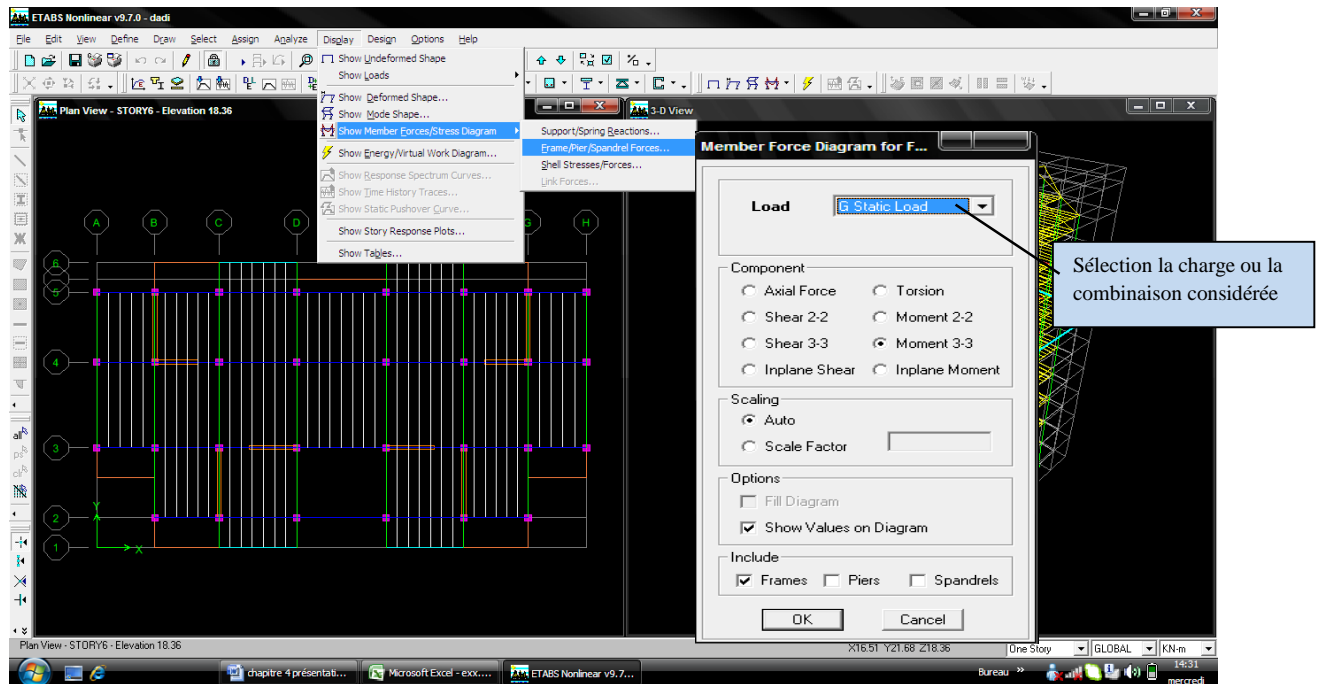 ETABS Nonlinear v9.7.0 - dadi
File Edit View Define Draw Select Assign Analyze Display Design Options Help
Show Undeformed Shape
Show Loads
Show Deformed Shape...
Show Mode Shape...
Show Member Forces/Stress Diagram
Show Energy/Virtual Work Diagram...
Show Response Spectrum Curves...
Show Time History Traces...
Show Static Pushover Curve...
Show Story Response Plots...
Show Tables...
Support/Spring Reactions...
Frame/Pier/Spandrel Forces...
Shell Stresses/Forces...
Link Forces...
Plan View - STORY6 - Elevation 18.36
3-D View
A B C D G H
6
5
4
3
2
1
Y
X
all
ps
clr
Member Force Diagram for F...
Load G Static Load
Component
Axial Force Torsion
Shear 2-2 Moment 2-2
Shear 3-3 Moment 3-3
Inplane Shear Inplane Moment
Scaling
Auto
Scale Factor
Options
Fill Diagram
Show Values on Diagram
Include
Frames Piers Spandrels
OK Cancel
Sélection la charge ou la
combinaison considérée
Plan View - STORY6 - Elevation 18.36 X16.51 Y21.68 Z18.36 One Story GLOBAL KN-m
chapitre 4 présentati... Microsoft Excel - exx.... ETABS Nonlinear v9.7... Bureau » 14:31
mercredi